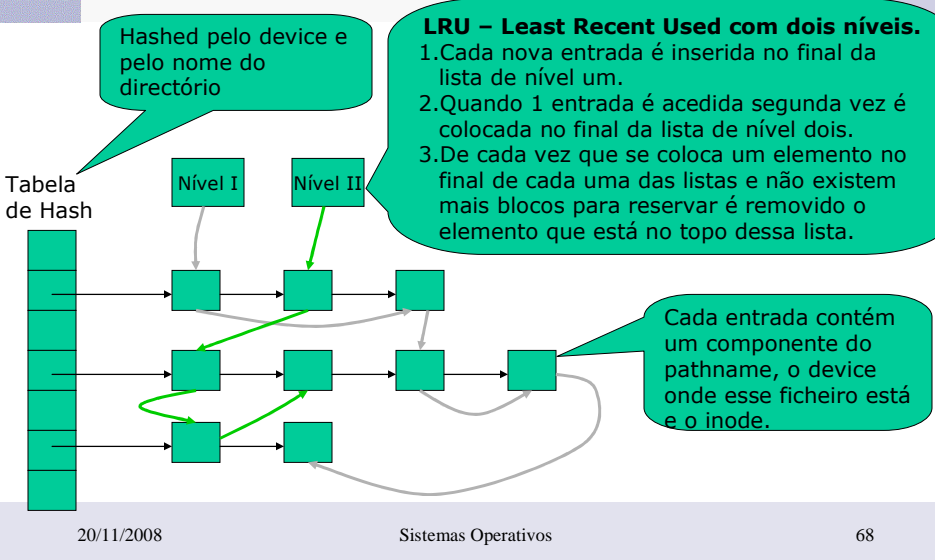 Hashed pelo device e
pelo nome do
directório
LRU – Least Recent Used com dois níveis.
1.Cada nova entrada é inserida no final da
lista de nível um.
2.Quando 1 entrada é acedida segunda vez é
colocada no final da lista de nível dois.
3.De cada vez que se coloca um elemento no
final de cada uma das listas e não existem
mais blocos para reservar é removido o
elemento que está no topo dessa lista.
Tabela
de Hash
Nível I
Nível II
Cada entrada contém
um componente do
pathname, o device
onde esse ficheiro está
e o inode.
20/11/2008
Sistemas Operativos
68